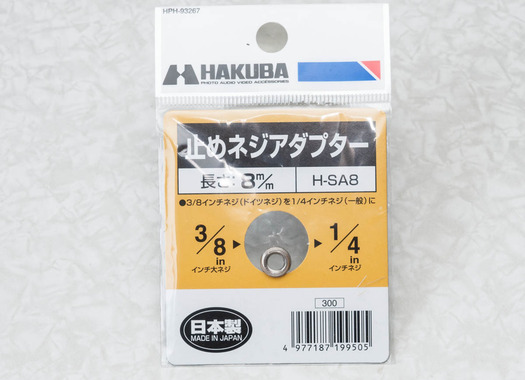 HPH-93267
HAKUBA
PHOTO AUDIO VIDEO ACCESSORIES
止めネジアダプター
長さ 8m/m H-SA8
●3/8インチネジ(ドイツネジ)を1/4インチネジ(一般)に
3/8 in ▶ ▶ 1/4 in
インチ大ネジ インチネジ
300
日本製
MADE IN JAPAN
4 977187 199505